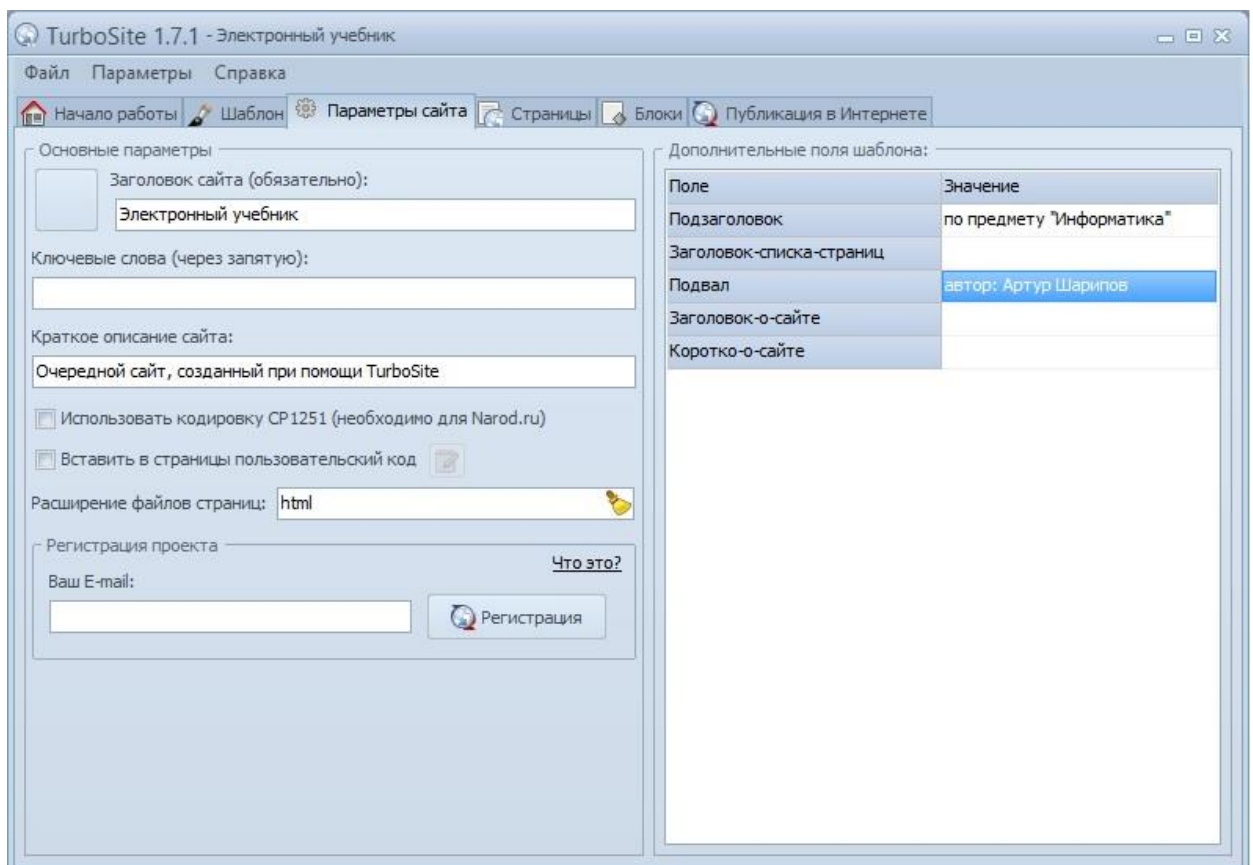 TurboSite 1.7.1 - Электронный учебник
Файл Параметры Справка
Начало работы Шаблон Параметры сайта Страницы Блоки Публикация в Интернете
Основные параметры
Заголовок сайта (обязательно):
Электронный учебник
Ключевые слова (через запятую):
Краткое описание сайта:
Очередной сайт, созданный при помощи TurboSite
Использовать кодировку CP1251 (необходимо для Narod.ru)
Вставить в страницы пользовательский код
Расширение файлов страниц: html
Регистрация проекта
Что это?
Ваш E-mail:
Регистрация
Дополнительные поля шаблона:
Поле Значение
Подзаголовок по предмету "Информатика"
Заголовок-списка-страниц
Подвал автор: Артур Шарипов
Заголовок-о-сайте
Коротко-о-сайте